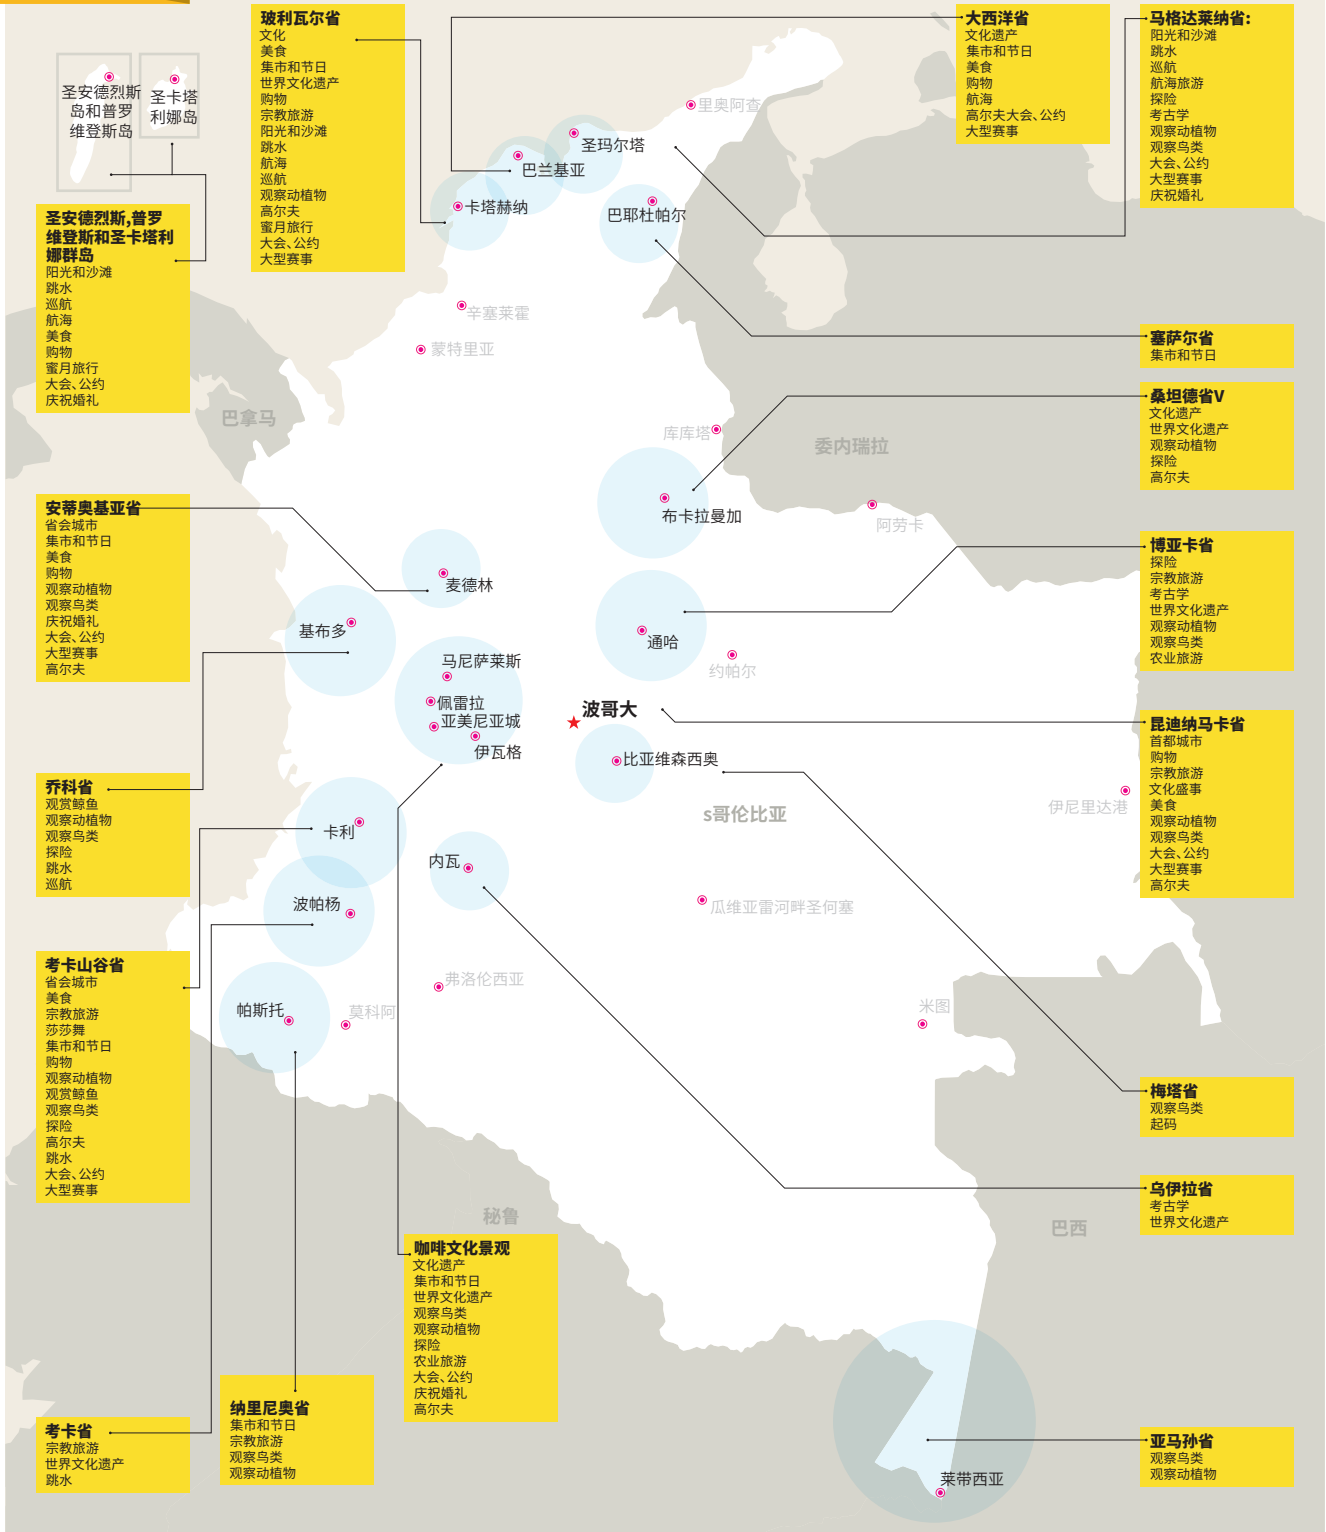 玻利瓦尔省
文化
美食
集市和节日
世界文化遗产
购物
宗教旅游
阳光和沙滩
跳水
航海
巡航
观察动植物
高尔夫
蜜月旅行
大会、公约
大型赛事
大西洋省
文化遗产
集市和节日
美食
购物
航海
高尔夫大会、公约
大型赛事
马格达莱纳省:
阳光和沙滩
跳水
巡航
航海旅游
探险
考古学
观察动植物
观察鸟类
大会、公约
大型赛事
庆祝婚礼
圣安德烈斯
岛和普罗
维登斯岛
圣卡塔
利娜岛
里奥阿查
圣玛尔塔
巴兰基亚
卡塔赫纳
巴耶杜帕尔
圣安德烈斯,普罗
维登斯和圣卡塔利
娜群岛
阳光和沙滩
跳水
巡航
航海
美食
购物
蜜月旅行
大会、公约
庆祝婚礼
辛塞莱霍
蒙特里亚
塞萨尔省
集市和节日
巴拿马
库库塔
委内瑞拉
桑坦德省V
文化遗产
世界文化遗产
观察动植物
探险
高尔夫
安蒂奥基亚省
省会城市
集市和节日
美食
购物
观察动植物
观察鸟类
庆祝婚礼
大会、公约
大型赛事
高尔夫
布卡拉曼加
阿劳卡
麦德林
基布多
通哈
约帕尔
博亚卡省
探险
宗教旅游
考古学
世界文化遗产
观察动植物
观察鸟类
农业旅游
马尼萨莱斯
佩雷拉
亚美尼亚城
伊瓦格
波哥大
比亚维森西奥
昆迪纳马卡省
首都城市
购物
宗教旅游
文化盛事
美食
观察动植物
观察鸟类
大会、公约
大型赛事
高尔夫
乔科省
观赏鲸鱼
观察动植物
观察鸟类
探险
跳水
巡航
伊尼里达港
s哥伦比亚
卡利
内瓦
波帕杨
瓜维亚雷河畔圣何塞
考卡山谷省
省会城市
美食
宗教旅游
莎莎舞
集市和节日
购物
观察动植物
观赏鲸鱼
观察鸟类
探险
高尔夫
跳水
大会、公约
大型赛事
弗洛伦西亚
帕斯托
莫科阿
米图
梅塔省
观察鸟类
起码
乌伊拉省
考古学
世界文化遗产
秘鲁
巴西
咖啡文化景观
文化遗产
集市和节日
世界文化遗产
观察鸟类
观察动植物
探险
农业旅游
大会、公约
庆祝婚礼
高尔夫
纳里尼奥省
集市和节日
宗教旅游
观察鸟类
观察动植物
考卡省
宗教旅游
世界文化遗产
跳水
亚马孙省
观察鸟类
观察动植物
莱带西亚